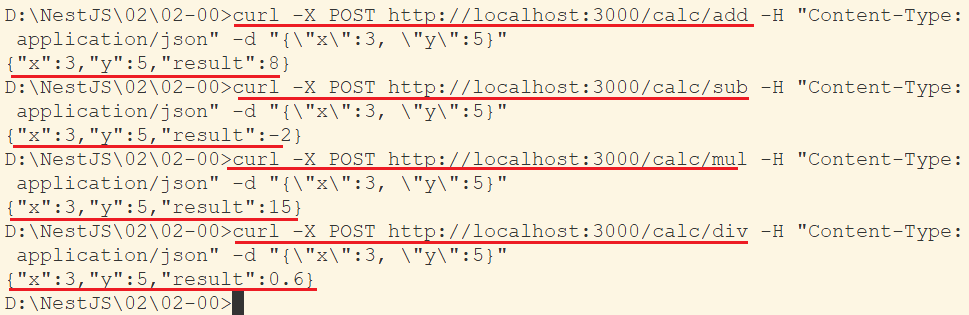 D:\NestJS\02\02-00>curl -X POST http://localhost:3000/calc/add -H "Content-Type:
 application/json" -d "{\"x\":3, \"y\":5}"
{"x":3,"y":5,"result":8}
D:\NestJS\02\02-00>curl -X POST http://localhost:3000/calc/sub -H "Content-Type:
 application/json" -d "{\"x\":3, \"y\":5}"
{"x":3,"y":5,"result":-2}
D:\NestJS\02\02-00>curl -X POST http://localhost:3000/calc/mul -H "Content-Type:
 application/json" -d "{\"x\":3, \"y\":5}"
{"x":3,"y":5,"result":15}
D:\NestJS\02\02-00>curl -X POST http://localhost:3000/calc/div -H "Content-Type:
 application/json" -d "{\"x\":3, \"y\":5}"
{"x":3,"y":5,"result":0.6}
D:\NestJS\02\02-00>